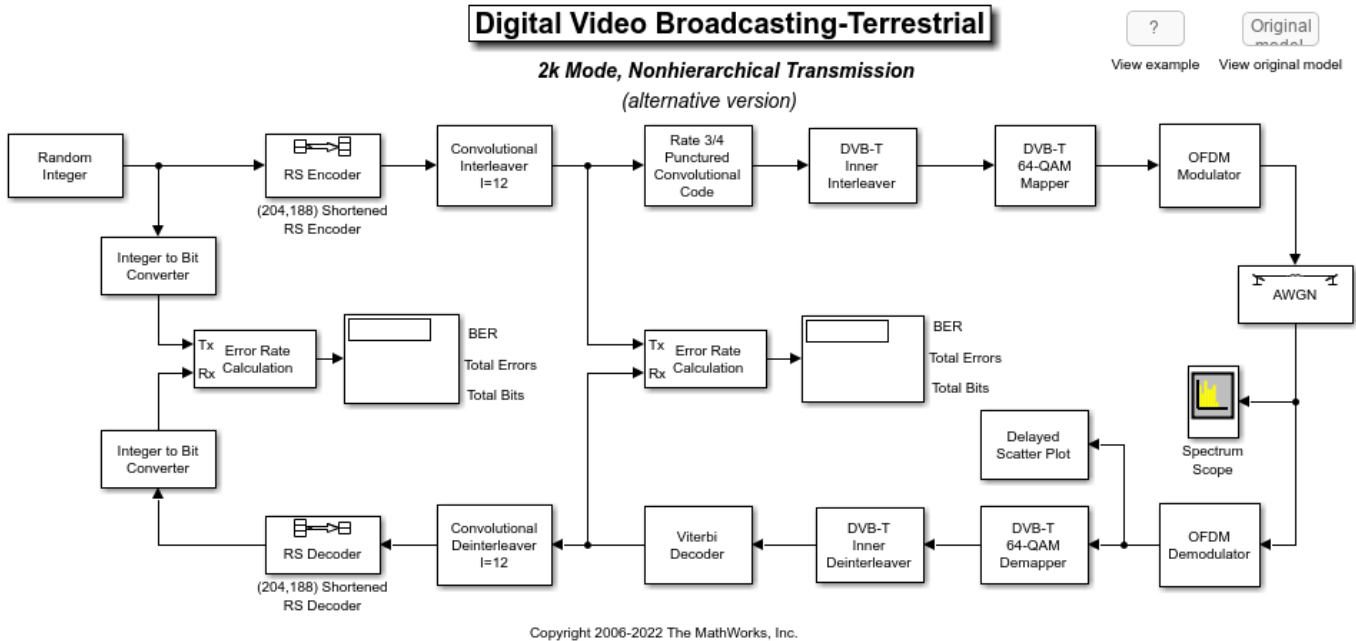 Digital Video Broadcasting-Terrestrial
?
Original
model
View example
View original model
2k Mode, Nonhierarchical Transmission
(alternative version)
Random
Integer
RS Encoder
(204,188) Shortened
RS Encoder
Convolutional
Interleaver
I=12
Rate 3/4
Punctured
Convolutional
Code
DVB-T
Inner
Interleaver
DVB-T
64-QAM
Mapper
OFDM
Modulator
Integer to Bit
Converter
AWGN
Tx
Rx
Error Rate
Calculation
BER
Total Errors
Total Bits
Tx
Rx
Error Rate
Calculation
BER
Total Errors
Total Bits
Spectrum
Scope
Delayed
Scatter Plot
Integer to Bit
Converter
RS Decoder
(204,188) Shortened
RS Decoder
Convolutional
Deinterleaver
I=12
Viterbi
Decoder
DVB-T
Inner
Deinterleaver
DVB-T
64-QAM
Demapper
OFDM
Demodulator
Copyright 2006-2022 The MathWorks, Inc.